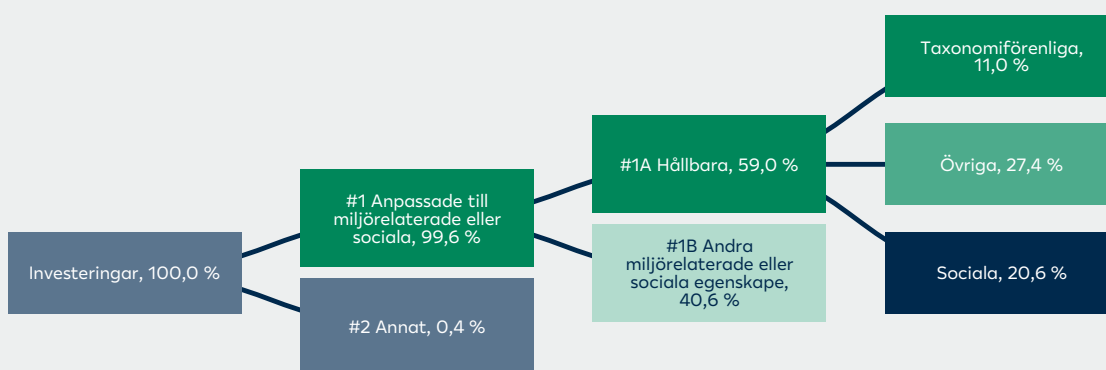 Investeringar, 100,0 %
#1 Anpassade till
miljörelaterade eller
sociala, 99,6 %
#2 Annat, 0,4 %
#1A Hållbara, 59,0 %
#1B Andra
miljörelaterade eller
sociala egenskape,
40,6 %
Taxonomiförenliga,
11,0 %
Övriga, 27,4 %
Sociala, 20,6 %